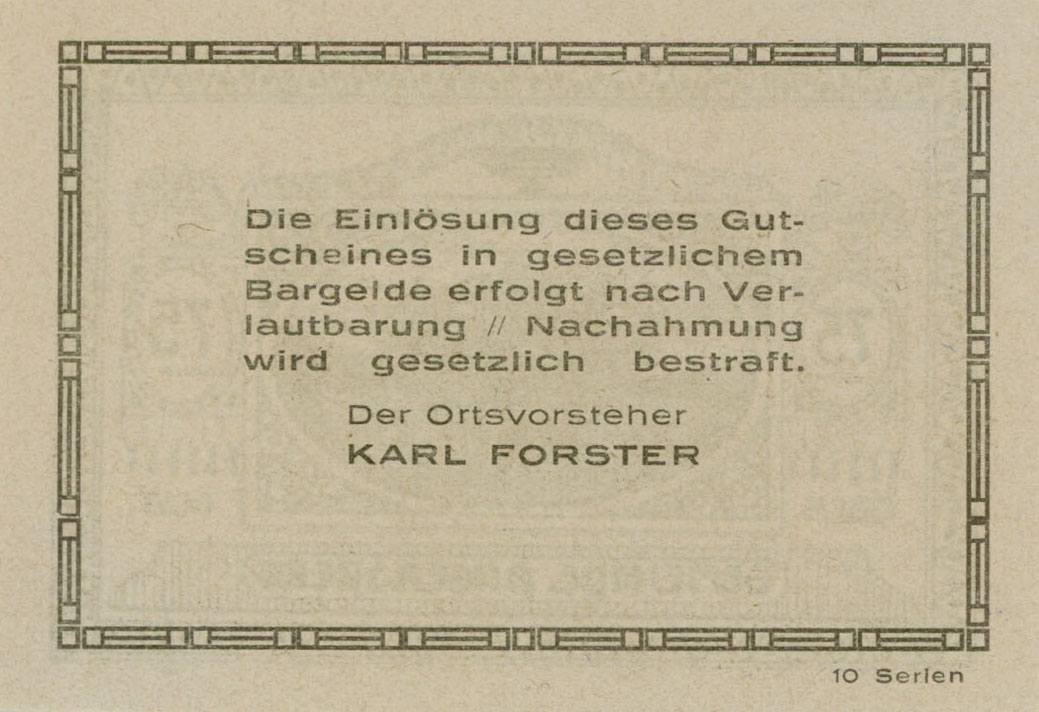 Die Einlösung dieses Gut-
scheines in gesetzlichem
Bargelde erfolgt nach Ver-
lautbarung // Nachahmung
wird gesetzlich bestraft.
Der Ortsvorsteher
KARL FORSTER
10 Serien